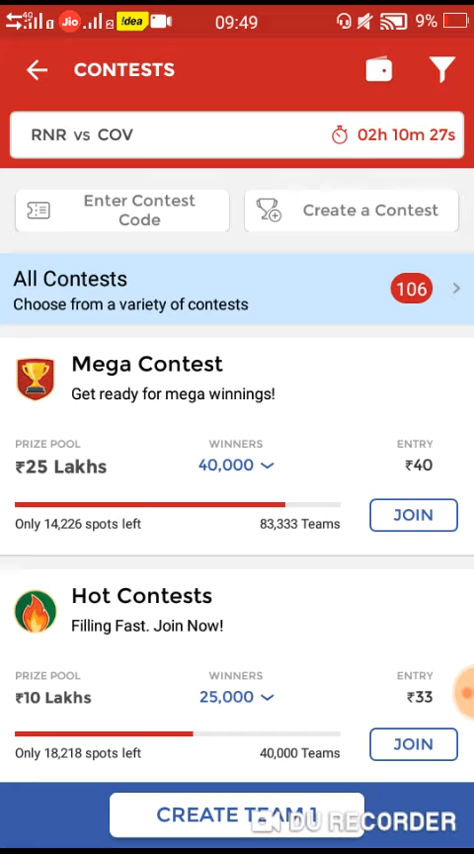 4G Jio Idea 09:49 9%
CONTESTS
RNR vs COV 02h 10m 27s
Enter Contest
Code
Create a Contest
All Contests
Choose from a variety of contests
106
Mega Contest
Get ready for mega winnings!
PRIZE POOL WINNERS ENTRY
₹25 Lakhs 40,000 ₹40
JOIN
Only 14,226 spots left 83,333 Teams
Hot Contests
Filling Fast. Join Now!
PRIZE POOL WINNERS ENTRY
₹10 Lakhs 25,000 ₹33
JOIN
Only 18,218 spots left 40,000 Teams
CREATE TEAM 1
DU RECORDER